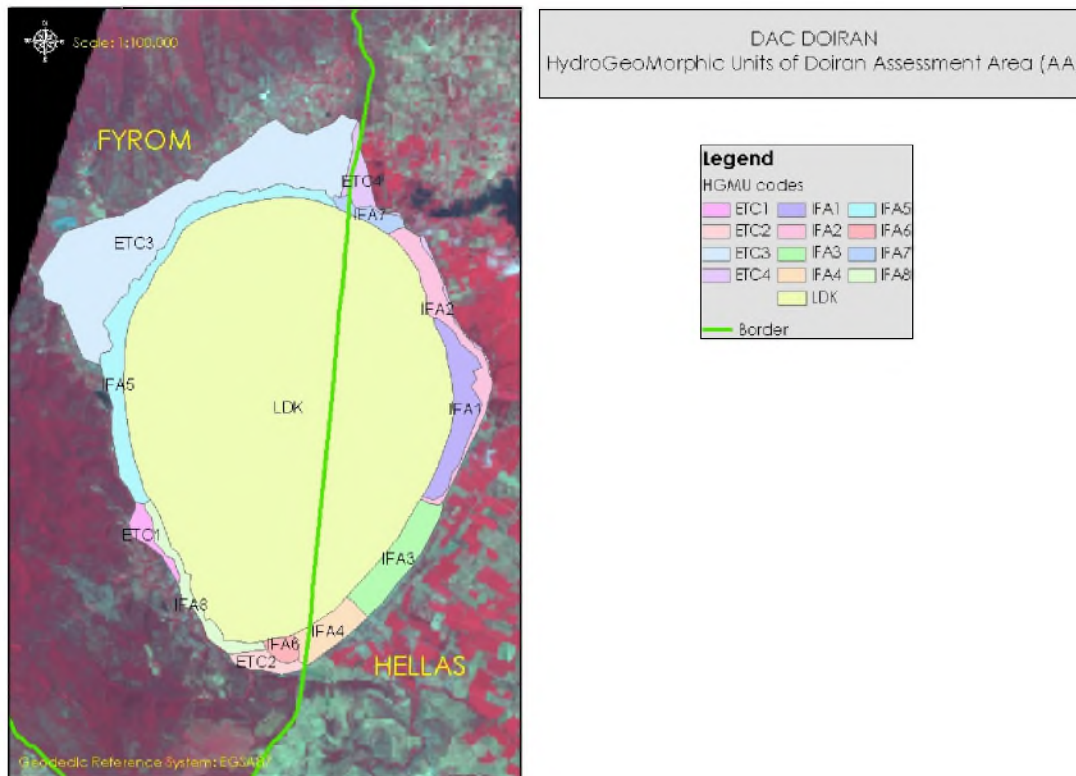 N
Scale: 1:100,000
DAC DOIRAN
HydroGeoMorphic Units of Doiran Assessment Area (AA
FYROM
Legend
HGMU codes
ETC1 IFA1 IFA5
ETC2 IFA2 IFA6
ETC3 IFA3 IFA7
ETC4 IFA4 IFA8
LDK
Border
ETC4
IFA7
ETC3
IFA2
IFA5
LDK
IFA1
ETC1
IFA3
IFA8
IFA4
IFA6
ETC2
HELLAS
Geodedic Reference System: EGSA87